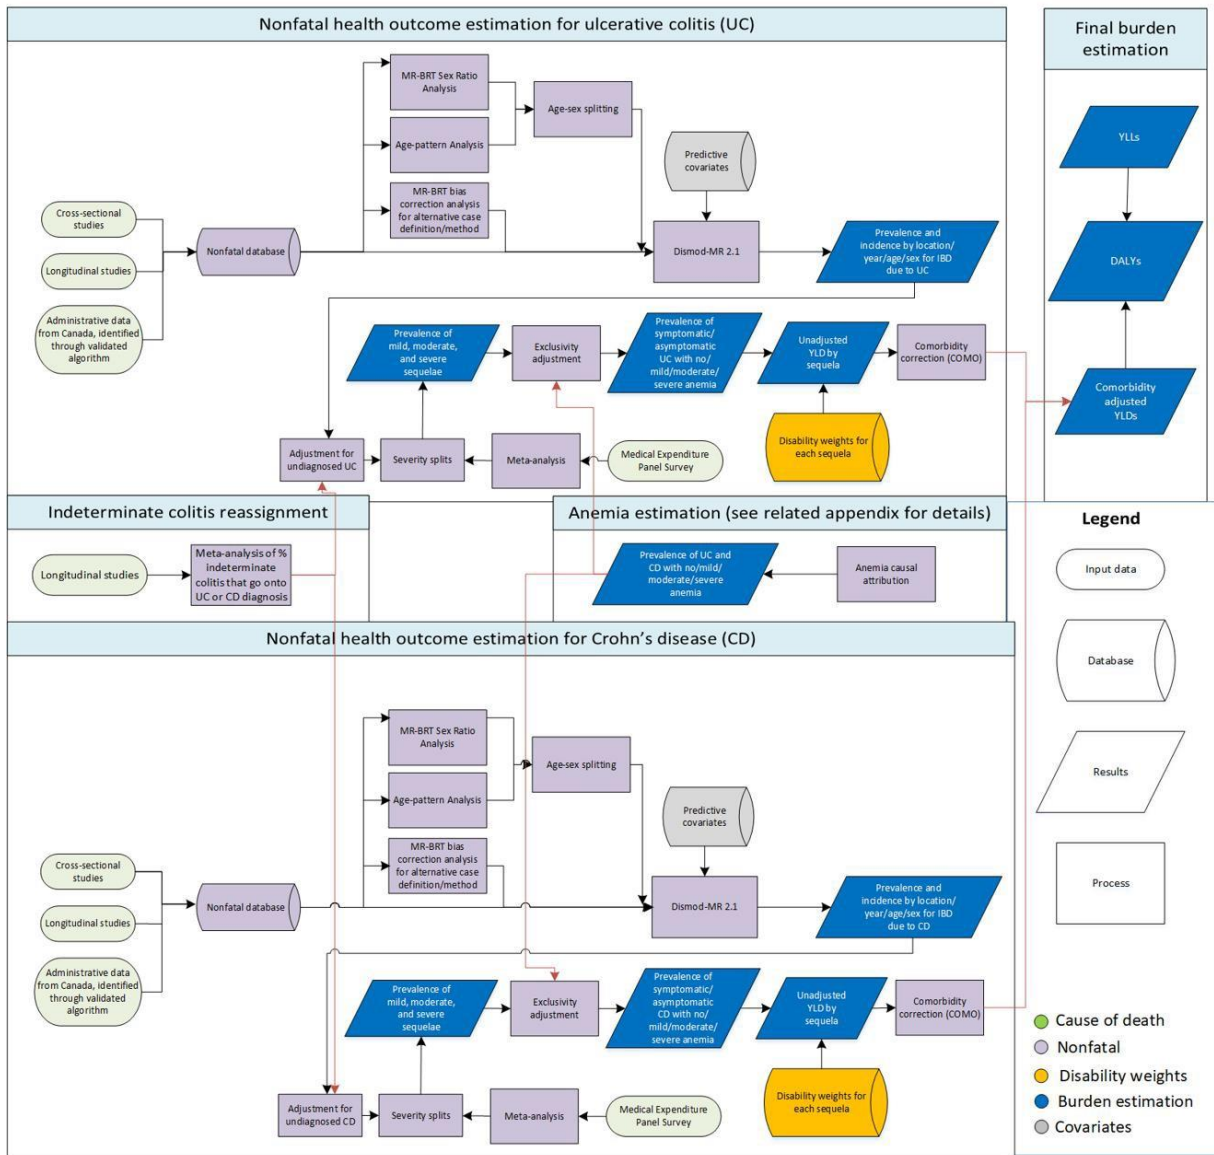 Nonfatal health outcome estimation for ulcerative colitis (UC)
MR-BRT Sex Ratio
Analysis
Age-pattern Analysis
MR-BRT bias
correction analysis
for alternative case
definition/method
Age-sex splitting
Predictive
covariates
Cross-sectional
studies
Longitudinal studies
Administrative data
from Canada, identified
through validated
algorithm
Nonfatal database
Dismod-MR 2.1
Prevalence and
incidence by location/
year/age/sex for IBD
due to UC
Prevalence of
mild, moderate,
and severe
sequelae
Exclusivity
adjustment
Prevalence of
symptomatic/
asymptomatic
UC with no/
mild/moderate/
severe anemia
Unadjusted
YLD by
sequela
Comorbidity
correction (COMO)
Adjustment for
undiagnosed UC
Severity splits
Meta-analysis
Medical Expenditure
Panel Survey
Disability weights for
each sequela
Final burden
estimation
YLLs
DALYs
Comorbidity
adjusted
YLDs
Indeterminate colitis reassignment
Longitudinal studies
Meta-analysis of %
indeterminate
colitis that go onto
UC or CD diagnosis
Anemia estimation (see related appendix for details)
Prevalence of UC and
CD with no/mild/
moderate/severe
anemia
Anemia causal
attribution
Nonfatal health outcome estimation for Crohn's disease (CD)
MR-BRT Sex Ratio
Analysis
Age-pattern Analysis
MR-BRT bias
correction analysis
for alternative case
definition/method
Age-sex splitting
Predictive
covariates
Cross-sectional
studies
Longitudinal studies
Administrative data
from Canada, identified
through validated
algorithm
Nonfatal database
Dismod-MR 2.1
Prevalence and
incidence by location/
year/age/sex for IBD
due to CD
Prevalence of
mild, moderate,
and severe
sequelae
Exclusivity
adjustment
Prevalence of
symptomatic/
asymptomatic
CD with no/
mild/moderate/
severe anemia
Unadjusted
YLD by
sequela
Comorbidity
correction (COMO)
Adjustment for
undiagnosed CD
Severity splits
Meta-analysis
Medical Expenditure
Panel Survey
Disability weights for
each sequela
Legend
Input data
Database
Results
Process
Cause of death
Nonfatal
Disability weights
Burden estimation
Covariates